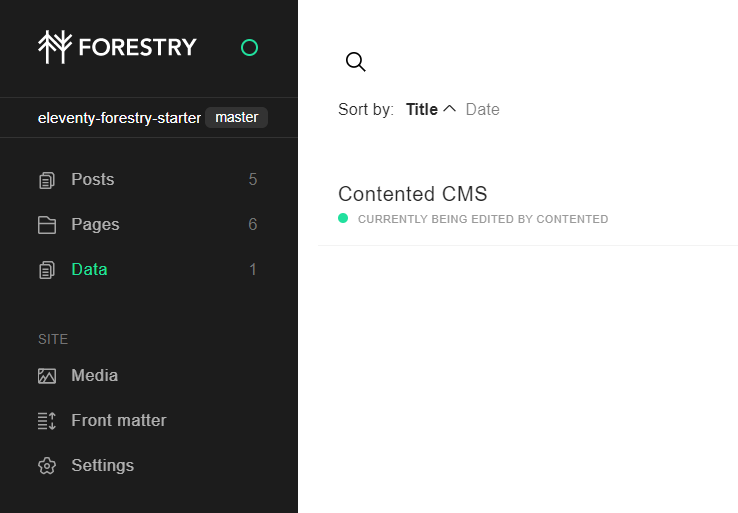 FORESTRY
eleventy-forestry-starter master
Posts 5
Pages 6
Data 1
SITE
Media
Front matter
Settings
Sort by: Title Date
Contented CMS
CURRENTLY BEING EDITED BY CONTENTED